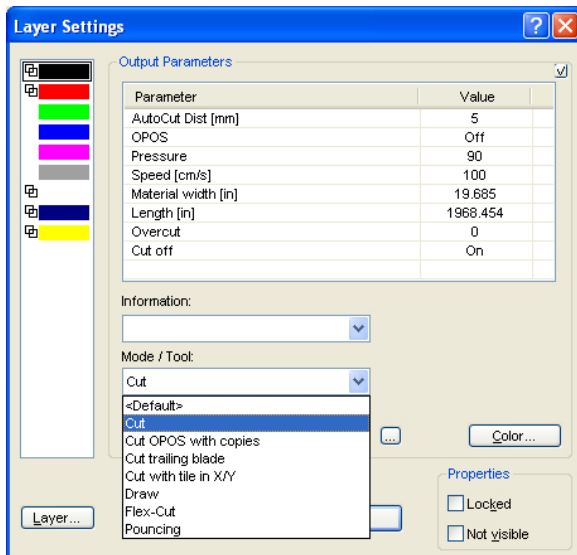 Layer Settings
Output Parameters
Parameter Value
AutoCut Dist [mm] 5
OPOS Off
Pressure 90
Speed [cm/s] 100
Material width [in] 19.685
Length [in] 1968.454
Overcut 0
Cut off On
Information:
Mode / Tool:
Cut
<Default>
Cut
Cut OPOS with copies
Cut trailing blade
Cut with tile in X/Y
Draw
Flex-Cut
Pouncing
...
Color...
Properties
Locked
Not visible
Layer...